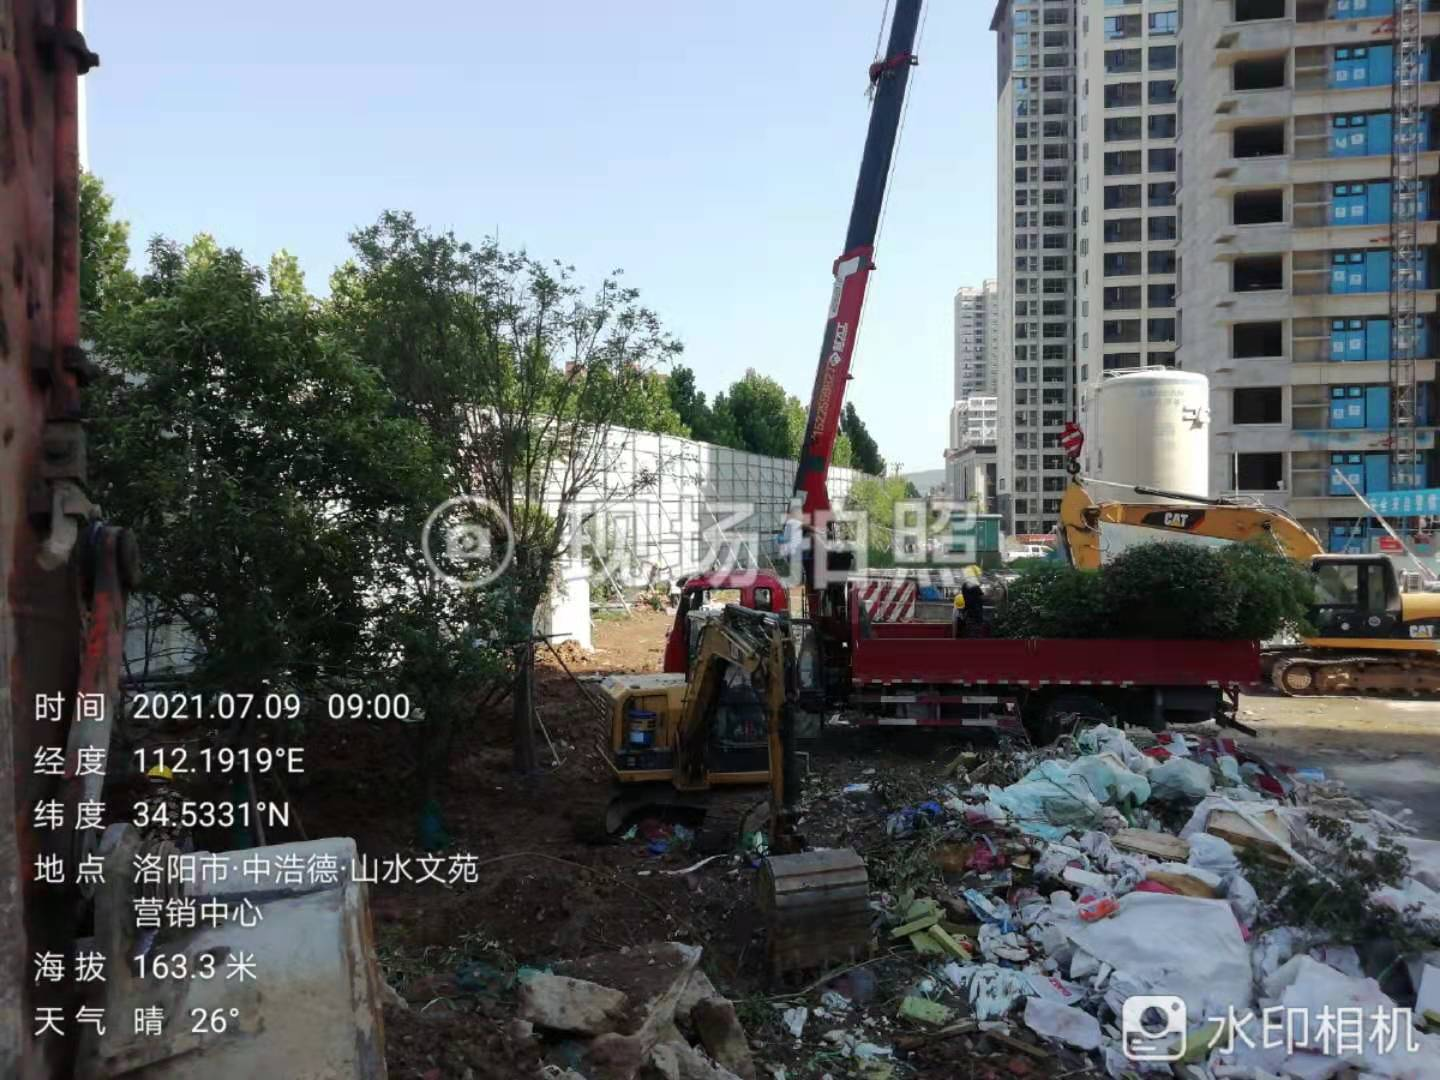 CAT
CAT
现场拍照
时间 2021.07.09 09:00
经度 112.1919°E
纬度 34.5331°N
地点 洛阳市·中浩德·山水文苑
营销中心
海拔 163.3 米
天气 晴 26°
水印相机